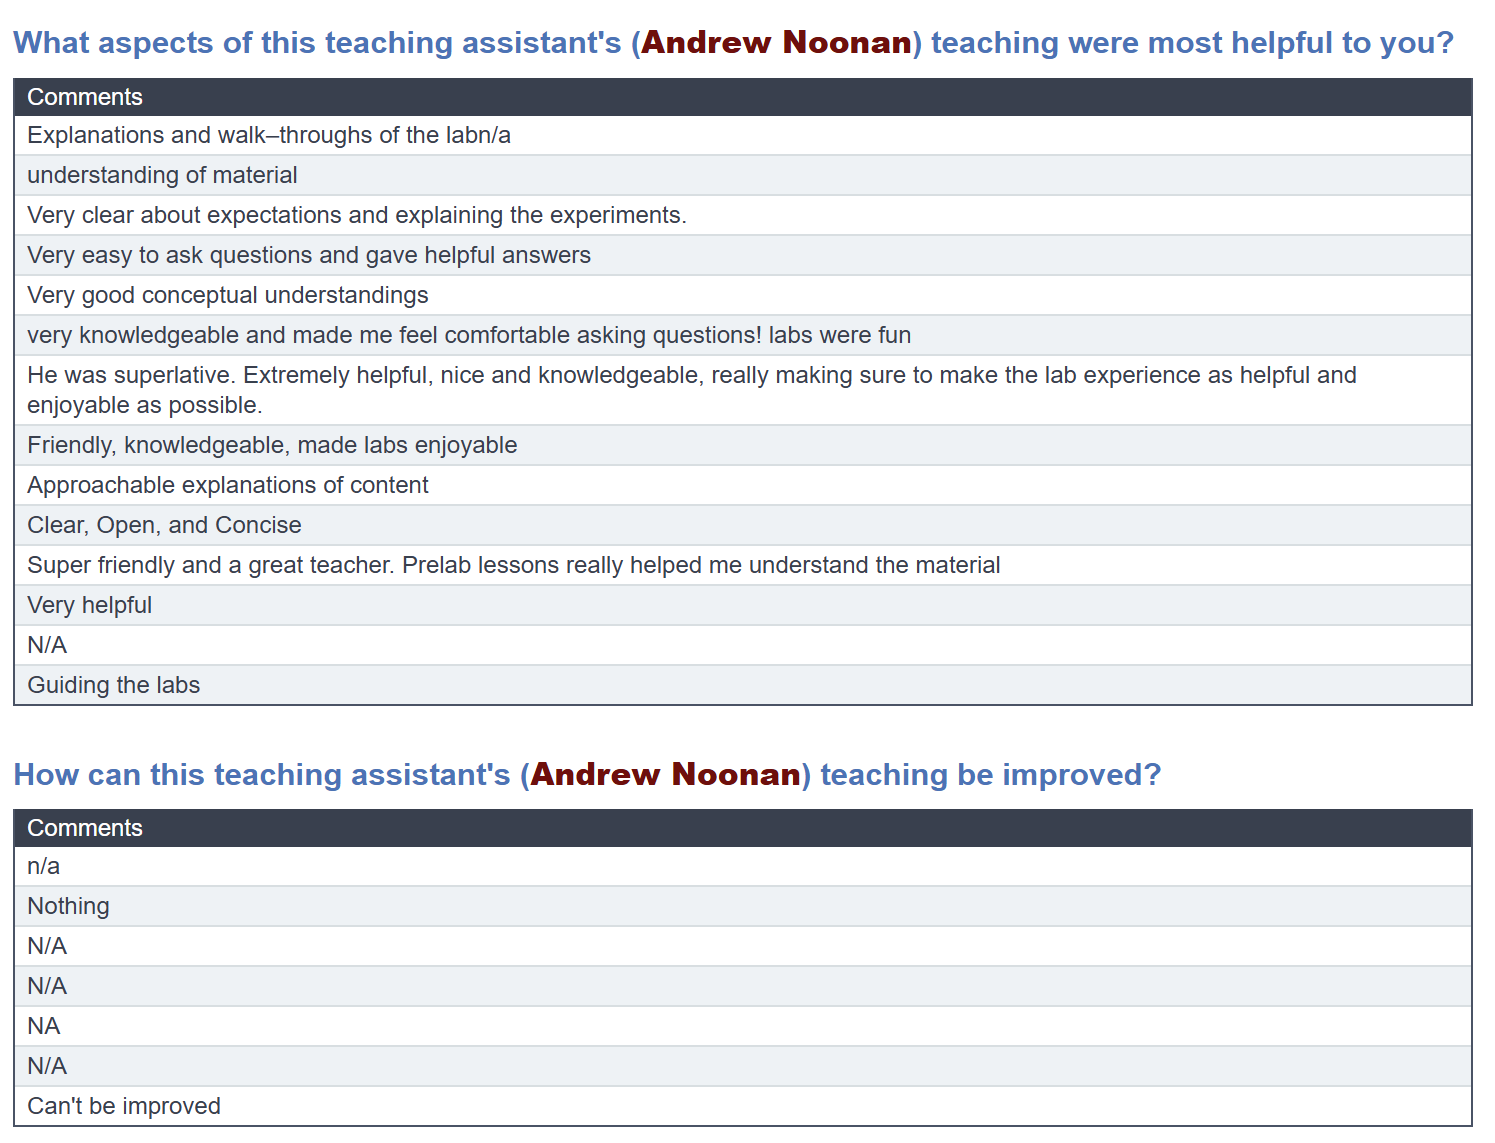 What aspects of this teaching assistant's (Andrew Noonan) teaching were most helpful to you?
Comments
Explanations and walk–throughs of the labn/a
understanding of material
Very clear about expectations and explaining the experiments.
Very easy to ask questions and gave helpful answers
Very good conceptual understandings
very knowledgeable and made me feel comfortable asking questions! labs were fun
He was superlative. Extremely helpful, nice and knowledgeable, really making sure to make the lab experience as helpful and
enjoyable as possible.
Friendly, knowledgeable, made labs enjoyable
Approachable explanations of content
Clear, Open, and Concise
Super friendly and a great teacher. Prelab lessons really helped me understand the material
Very helpful
N/A
Guiding the labs
How can this teaching assistant's (Andrew Noonan) teaching be improved?
Comments
n/a
Nothing
N/A
N/A
NA
N/A
Can't be improved